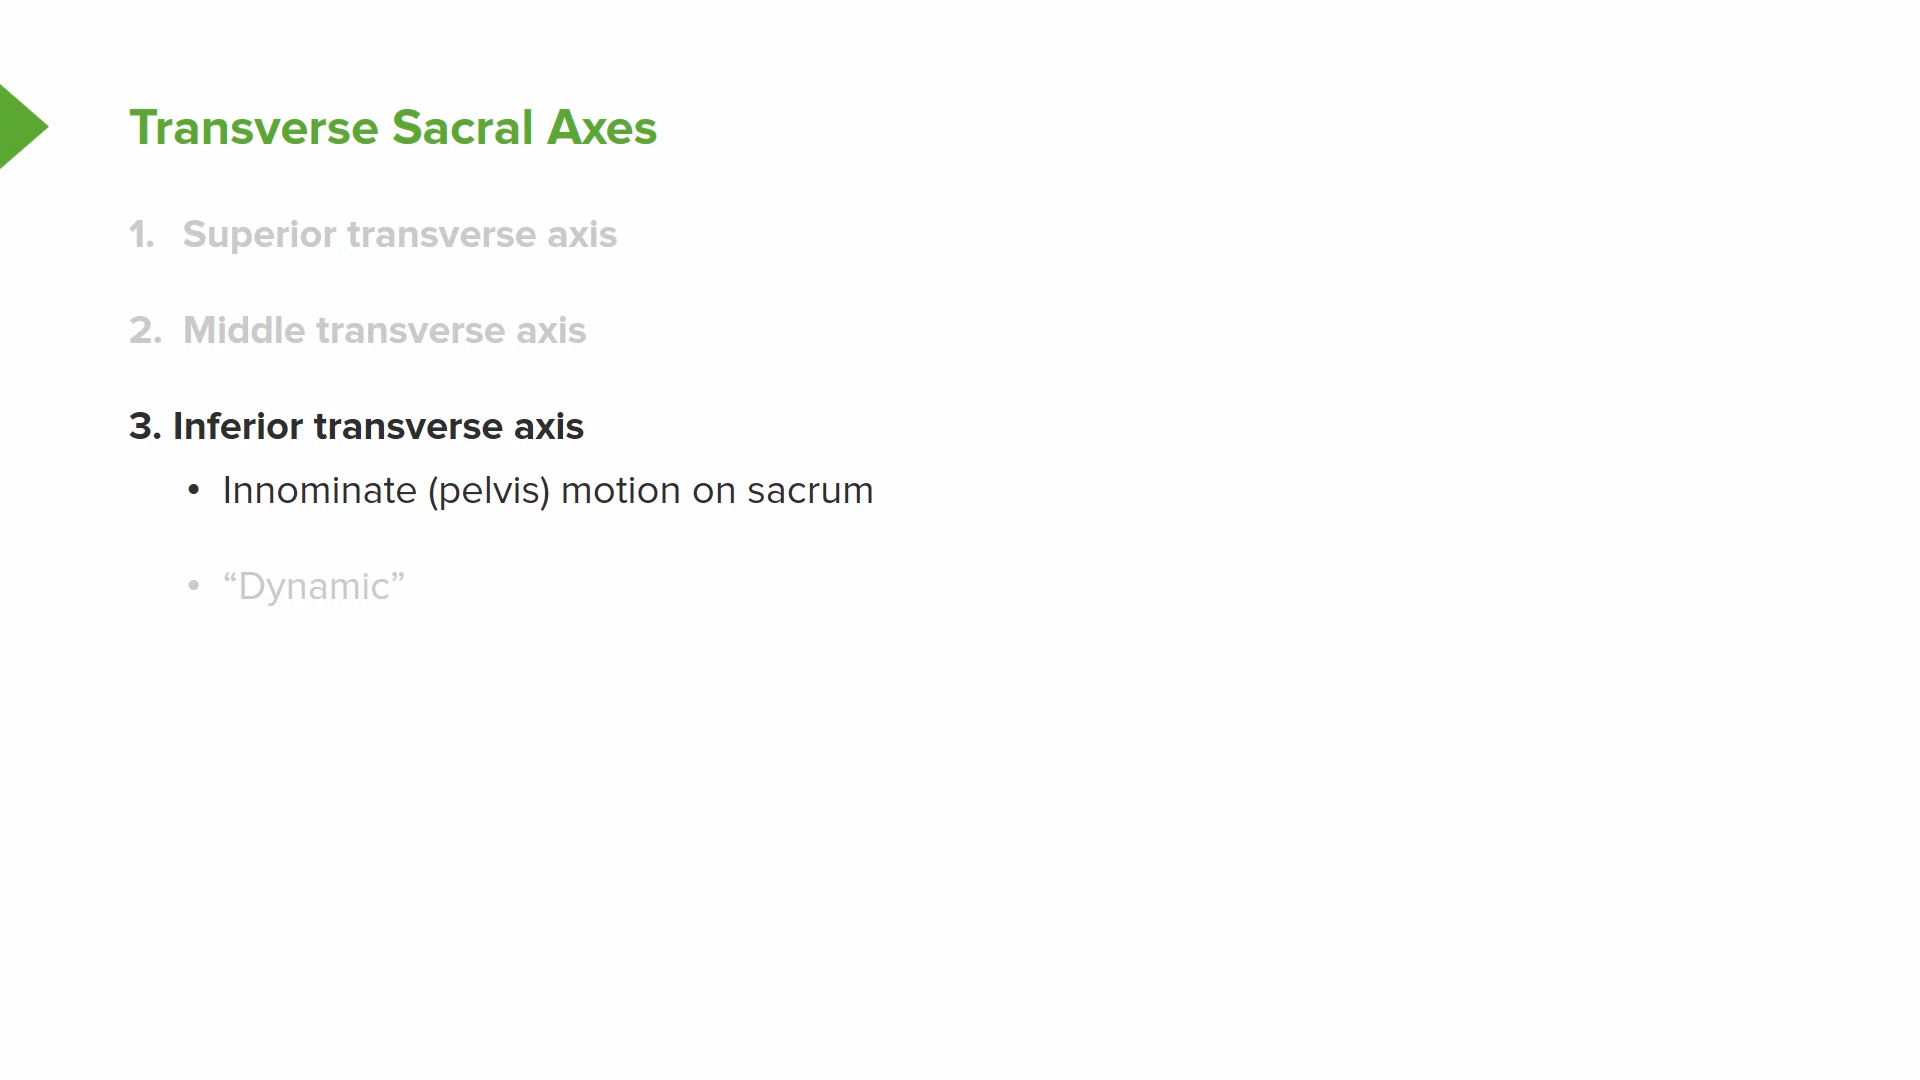 Transverse Sacral Axes
1. Superior transverse axis
2. Middle transverse axis
3. Inferior transverse axis
• Innominate (pelvis) motion on sacrum
• “Dynamic”